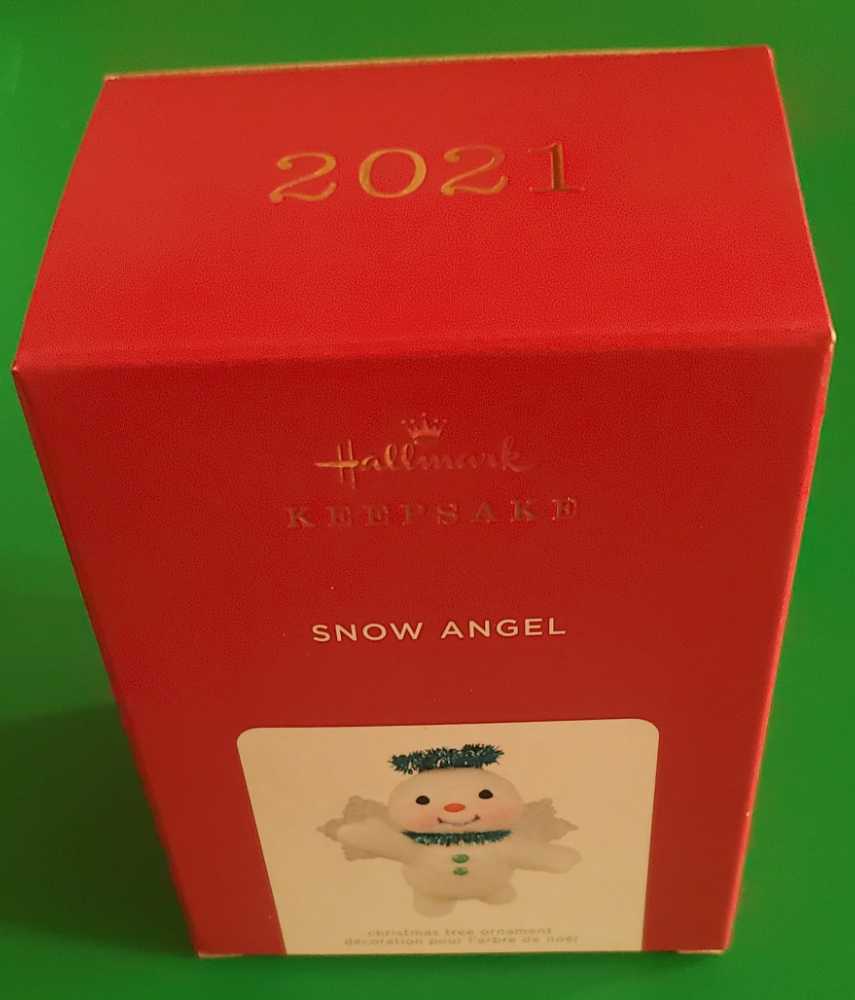 2021
Hallmark
KEEPSAKE
SNOW ANGEL
christmas tree ornament
décoration pour l'arbre de noël